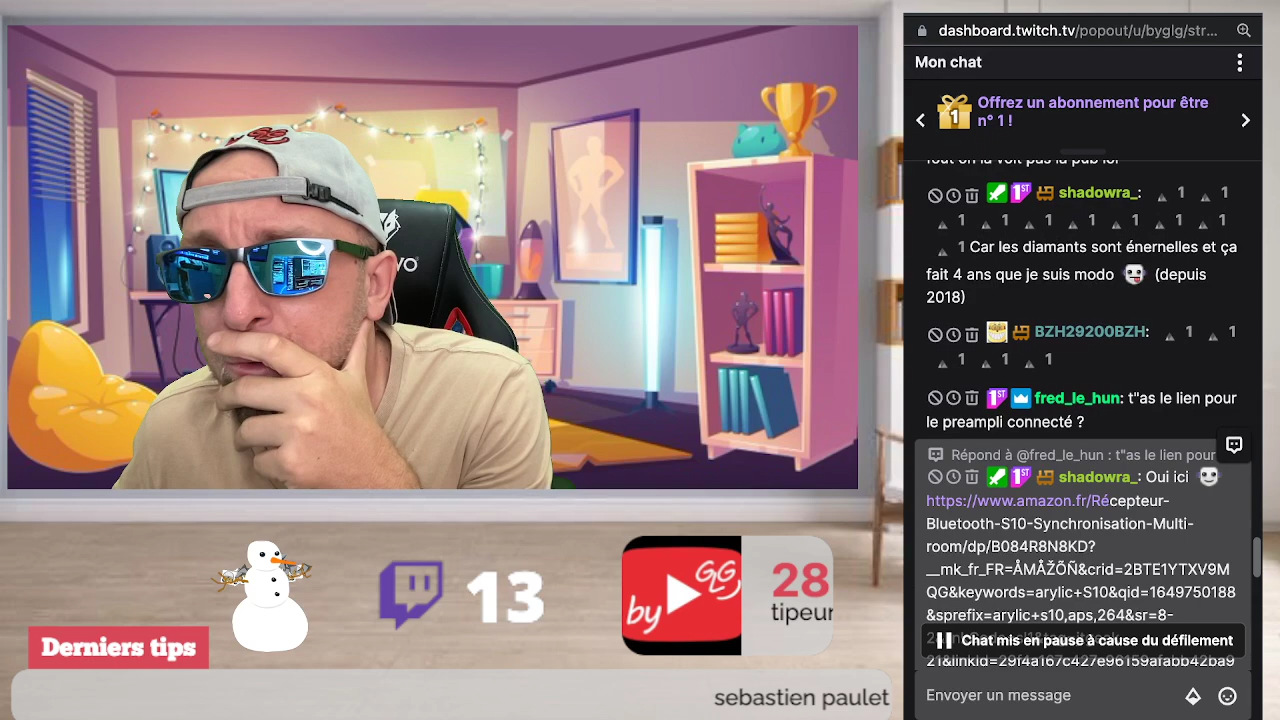 dashboard.twitch.tv/popout/u/byglg/str...
Mon chat
1
Offrez un abonnement pour être
n° 1 !
shadowra_: 1 1
1 1 1 1 1 1 1
1 Car les diamants sont énernelles et ça
fait 4 ans que je suis modo (depuis
2018)
BZH29200BZH: 1 1
1 1 1
fred_le_hun: t"as le lien pour
le preampli connecté ?
Répond à @fred_le_hun : t"as le lien pour
shadowra_: Oui ici
https://www.amazon.fr/Récepteur-
Bluetooth-S10-Synchronisation-Multi-
room/dp/B084R8N8KD?
__mk_fr_FR=ÅMÅŽÕÑ&crid=2BTE1YTXV9M
QG&keywords=arylic+S10&qid=1649750188
&sprefix=arylic+s10,aps,264&sr=8-
Chat mis en pause à cause du défilement
21&linkid=29f4a167c427e96159afabb42ba9
Envoyer un message
13
by GLG
28
tipeur
Derniers tips
sebastien paulet